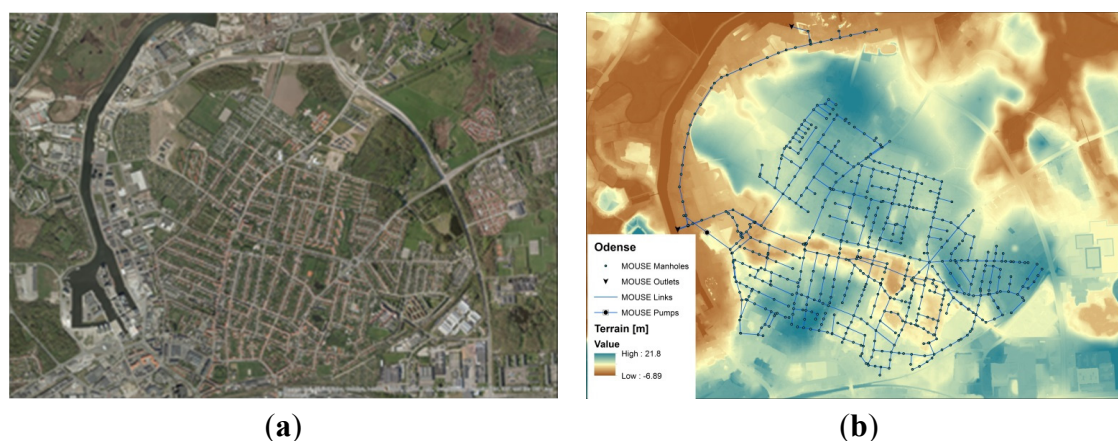 Odense
MOUSE Manholes
MOUSE Outlets
MOUSE Links
MOUSE Pumps
Terrain [m]
Value
High : 21.8
Low : -6.89
(a)
(b)